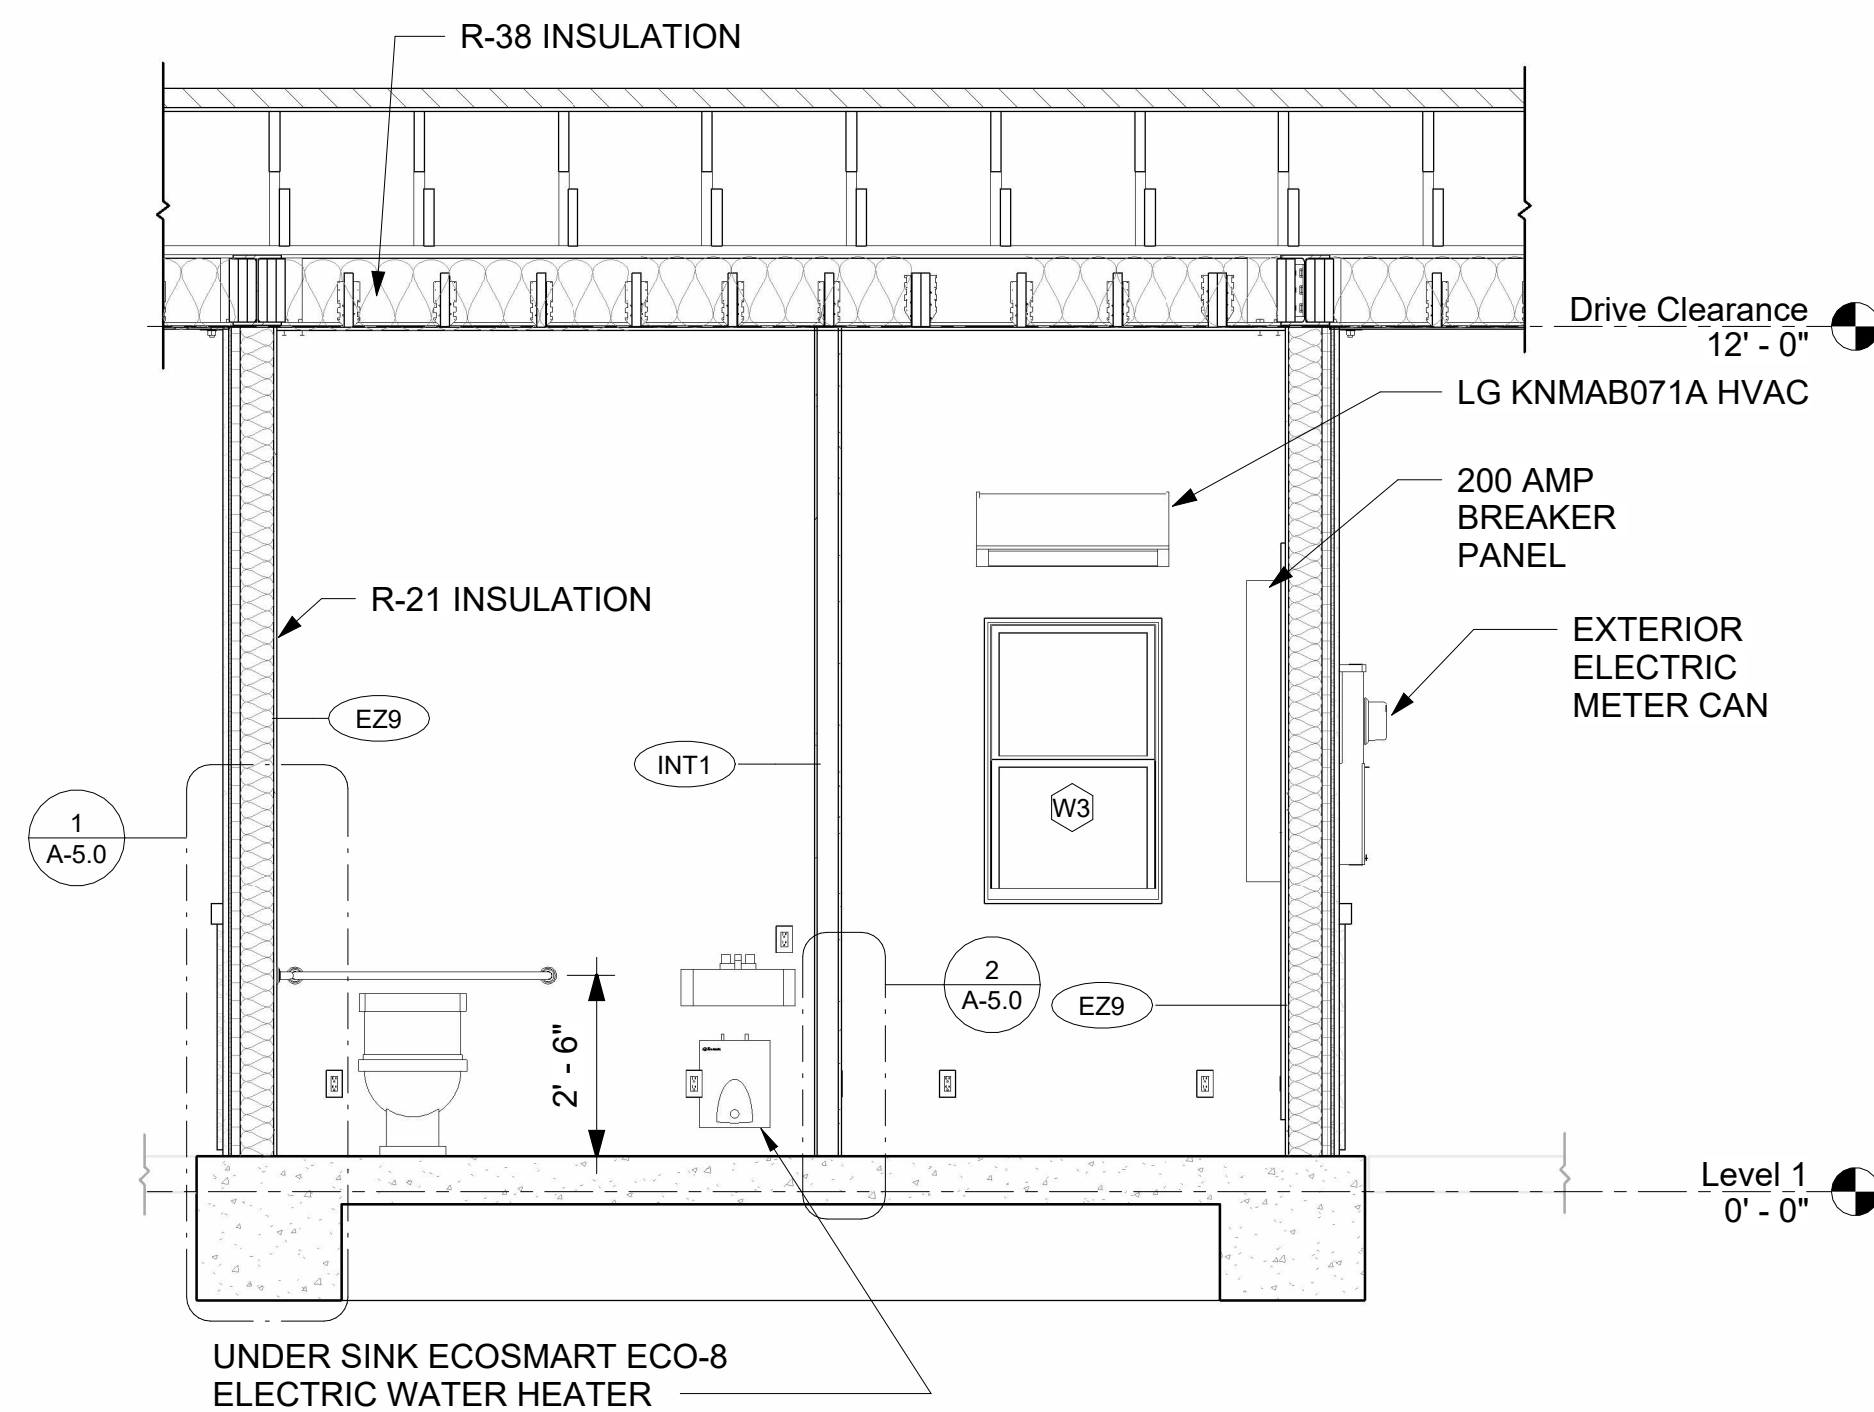 R-38 INSULATION
Drive Clearance
12' - 0"
LG KNMAB071A HVAC
200 AMP
BREAKER
PANEL
R-21 INSULATION
EXTERIOR
ELECTRIC
METER CAN
EZ9
INT1
W3
1
A-5.0
2
A-5.0
EZ9
2' - 6"
Level 1
0' - 0"
UNDER SINK ECOSMART ECO-8
ELECTRIC WATER HEATER